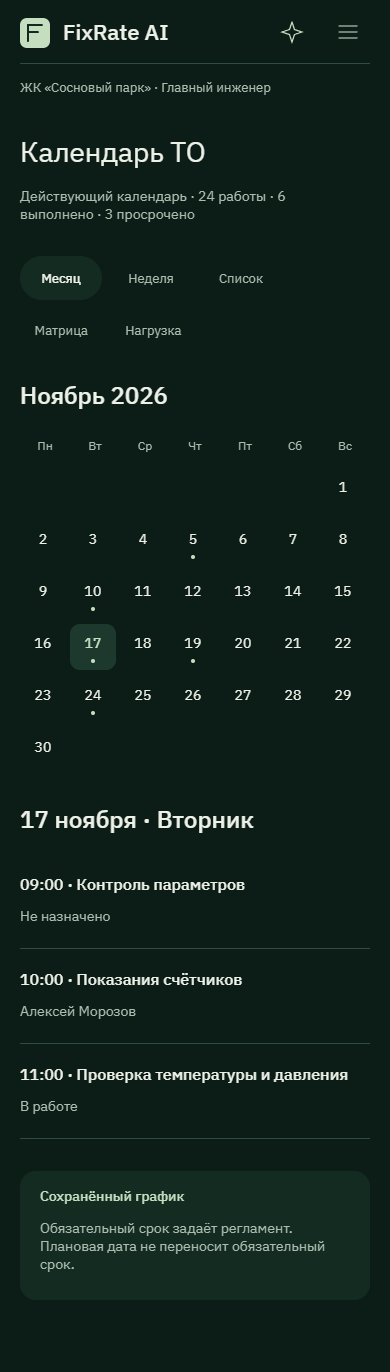 FixRate AI
ЖК «Сосновый парк» · Главный инженер
Календарь ТО
Действующий календарь · 24 работы · 6
выполнено · 3 просрочено
Месяц Неделя Список
Матрица Нагрузка
Ноябрь 2026
Пн Вт Ср Чт Пт Сб Вс
1
2 3 4 5 6 7 8
9 10 11 12 13 14 15
16 17 18 19 20 21 22
23 24 25 26 27 28 29
30
17 ноября · Вторник
09:00 · Контроль параметров
Не назначено
10:00 · Показания счётчиков
Алексей Морозов
11:00 · Проверка температуры и давления
В работе
Сохранённый график
Обязательный срок задаёт регламент.
Плановая дата не переносит обязательный
срок.